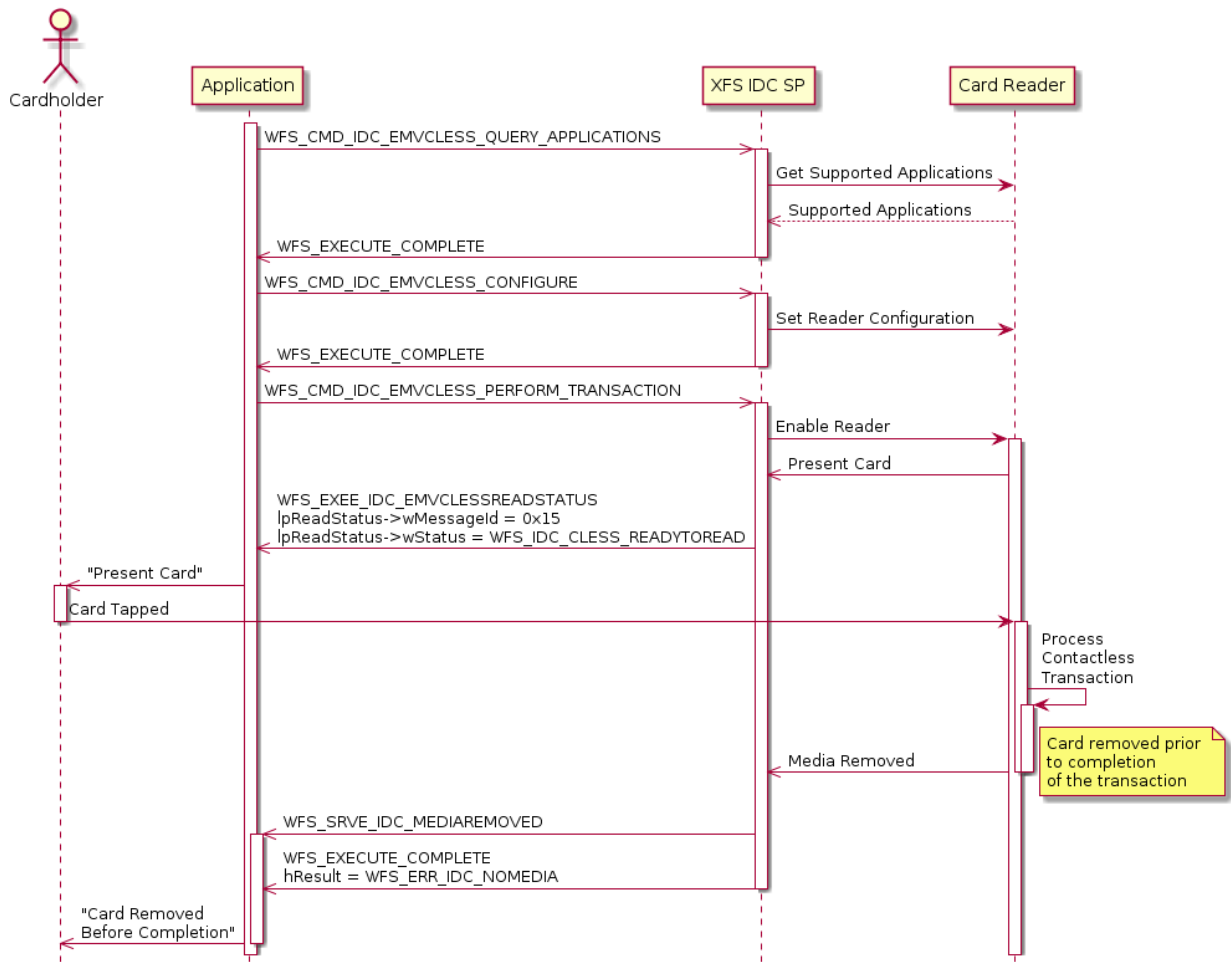 Cardholder
Application
XFS IDC SP
Card Reader
WFS_CMD_IDC_EMVCLESS_QUERY_APPLICATIONS
Get Supported Applications
Supported Applications
WFS_EXECUTE_COMPLETE
WFS_CMD_IDC_EMVCLESS_CONFIGURE
Set Reader Configuration
WFS_EXECUTE_COMPLETE
WFS_CMD_IDC_EMVCLESS_PERFORM_TRANSACTION
Enable Reader
Present Card
WFS_EXEE_IDC_EMVCLESSREADSTATUS
lpReadStatus->wMessageId = 0x15
lpReadStatus->wStatus = WFS_IDC_CLESS_READYTOREAD
"Present Card"
Card Tapped
Process
Contactless
Transaction
Card removed prior
to completion
of the transaction
Media Removed
WFS_SRVE_IDC_MEDIAREMOVED
WFS_EXECUTE_COMPLETE
hResult = WFS_ERR_IDC_NOMEDIA
"Card Removed
Before Completion"